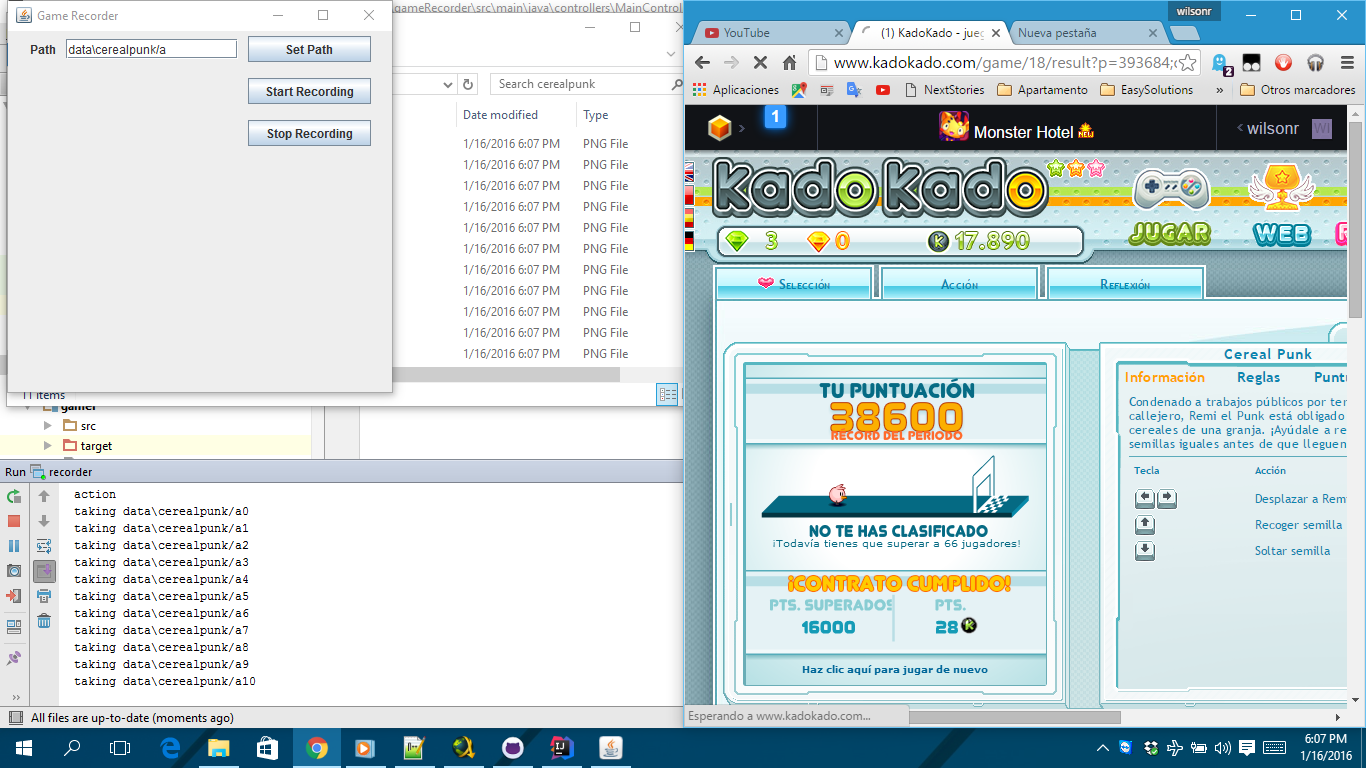 Game Recorder
Path data\cerealpunk/a Set Path
Start Recording
Stop Recording
.gameRecorder\src\main\java\controllers\MainControl
Search cerealpunk
Date modified Type
1/16/2016 6:07 PM PNG File
1/16/2016 6:07 PM PNG File
1/16/2016 6:07 PM PNG File
1/16/2016 6:07 PM PNG File
1/16/2016 6:07 PM PNG File
1/16/2016 6:07 PM PNG File
1/16/2016 6:07 PM PNG File
1/16/2016 6:07 PM PNG File
1/16/2016 6:07 PM PNG File
1/16/2016 6:07 PM PNG File
1/16/2016 6:07 PM PNG File
11 items
gamer
src
target
Run recorder
action
taking data\cerealpunk/a0
taking data\cerealpunk/a1
taking data\cerealpunk/a2
taking data\cerealpunk/a3
taking data\cerealpunk/a4
taking data\cerealpunk/a5
taking data\cerealpunk/a6
taking data\cerealpunk/a7
taking data\cerealpunk/a8
taking data\cerealpunk/a9
taking data\cerealpunk/a10
All files are up-to-date (moments ago)
wilsonr
YouTube (1) KadoKado - jueg Nueva pestaña
www.kadokado.com/game/18/result?p=393684;c
2
Aplicaciones NextStories Apartamento EasySolutions » Otros marcadores
1 Monster Hotel NEW wilsonr WI
KadoKado
3 0 K 17.890
JUGAR WEB
Selección Acción Reflexión
TU PUNTUACIÓN
38600
RECORD DEL PERIODO
NO TE HAS CLASIFICADO
¡Todavía tienes que superar a 66 jugadores!
¡CONTRATO CUMPLIDO!
PTS. SUPERADOS PTS.
16000 28 K
Haz clic aquí para jugar de nuevo
Cereal Punk
Información Reglas Puntu
Condenado a trabajos públicos por ter
callejero, Remi el Punk está obligado
cereales de una granja. ¡Ayúdale a re
semillas iguales antes de que lleguen
Tecla Acción
Desplazar a Rem
Recoger semilla
Soltar semilla
Esperando a www.kadokado.com...
6:07 PM
1/16/2016